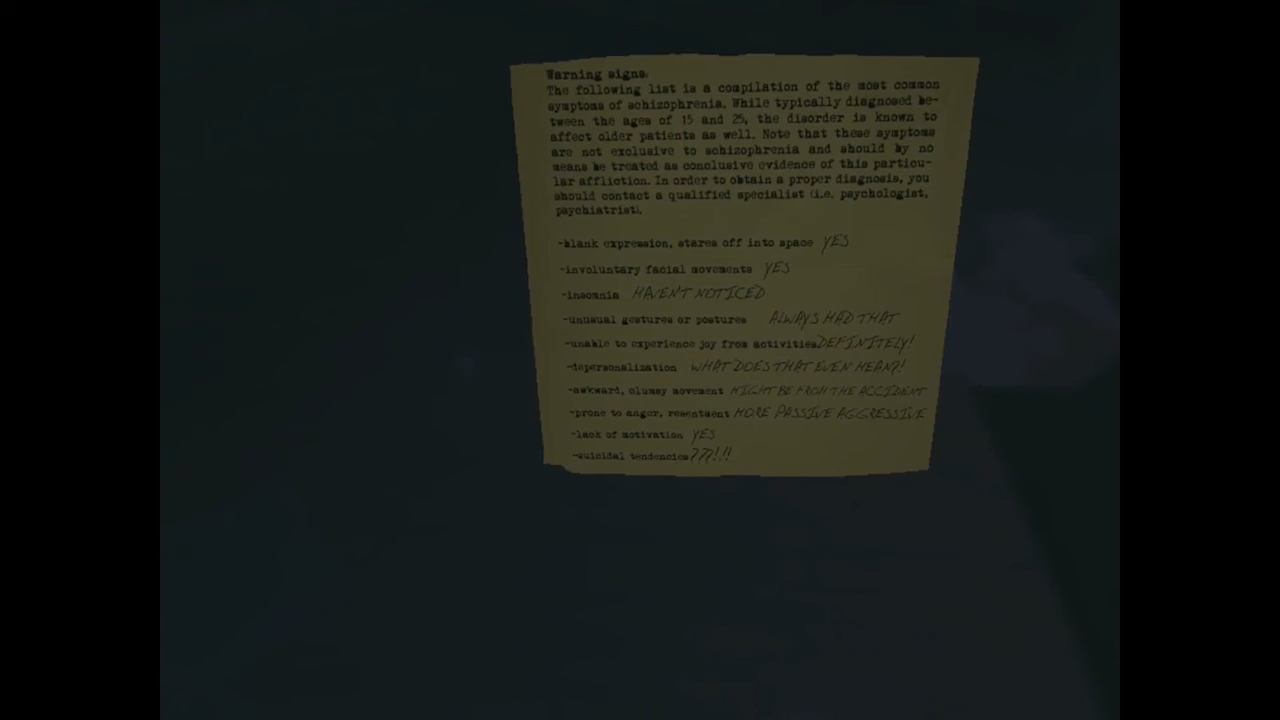 Warning signs.
The following list is a compilation of the most common
symptoms of schizophrenia. While typically diagnosed be-
tween the ages of 15 and 25, the disorder is known to
affect older patients as well. Note that these symptoms
are not exclusive to schizophrenia and should by no
means be treated as conclusive evidence of this particu-
lar affliction. In order to obtain a proper diagnosis, you
should contact a qualified specialist (i.e. psychologist,
psychiatrist).
-blank expression, stares off into space YES
-involuntary facial movements YES
-insomnia HAVENT NOTICED
-unusual gestures or postures ALWAYS HAD THAT
-unable to experience joy from activities DEFINITELY!
-depersonalization WHAT DOES THAT EVEN MEAN?!
-awkward, clumsy movement MIGHT BE FROM THE ACCIDENT
-prone to anger, resentment MORE PASSIVE AGGRESSIVE
-lack of motivation YES
-suicidal tendencies ???!!!